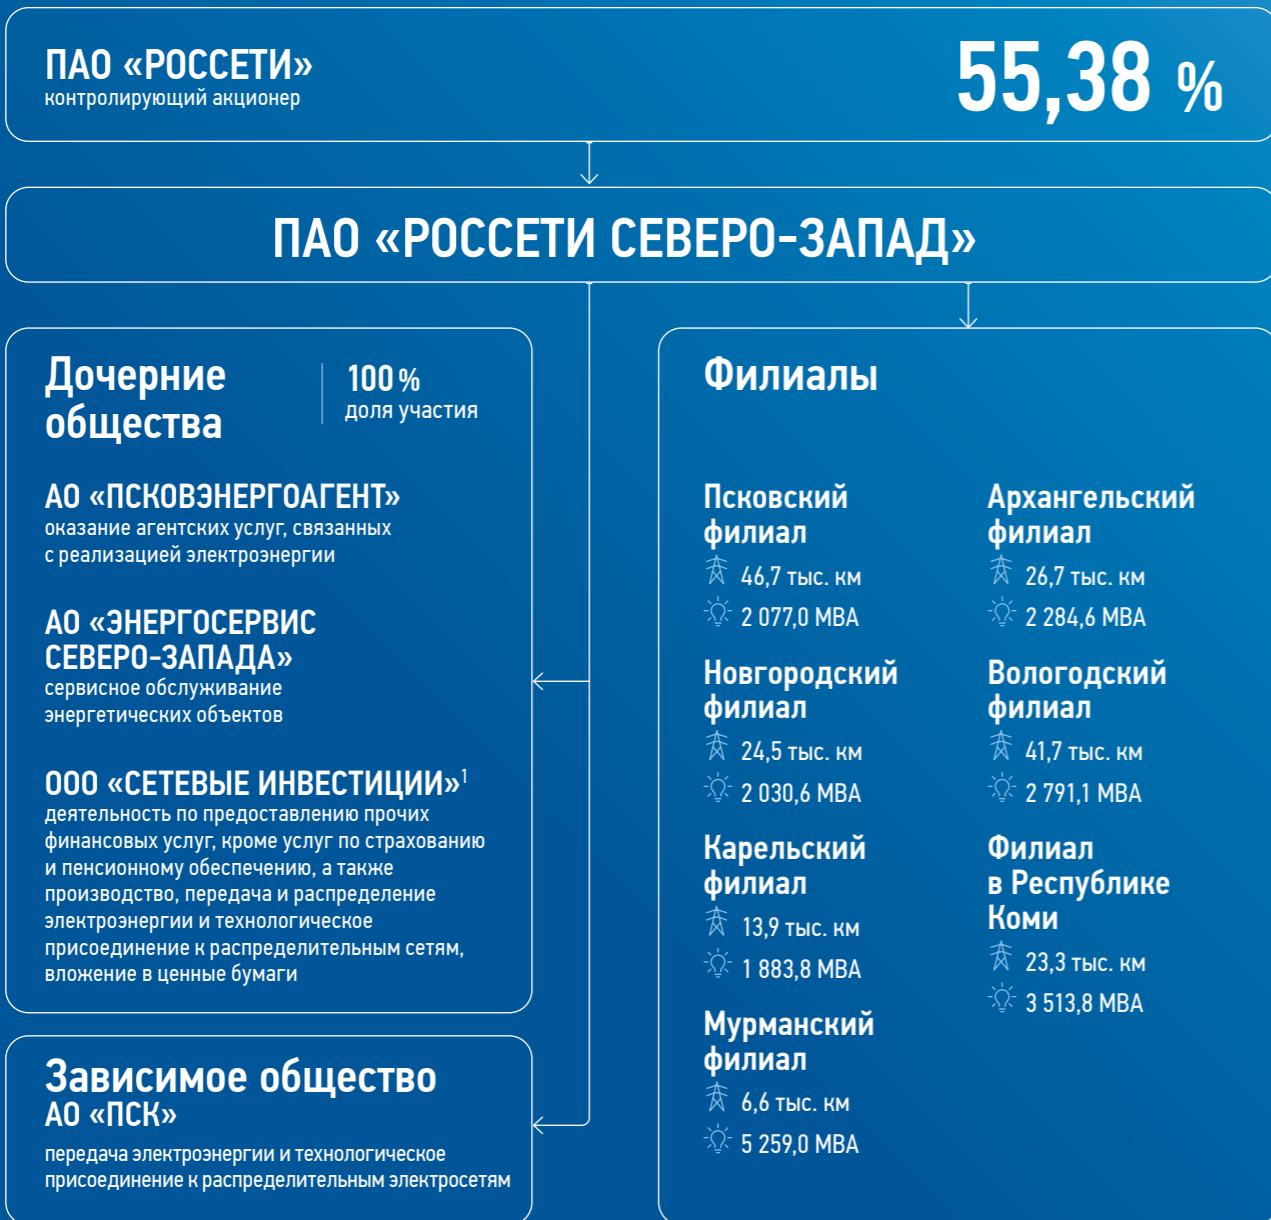 ПАО «РОССЕТИ»
контролирующий акционер
55,38 %
ПАО «РОССЕТИ СЕВЕРО-ЗАПАД»
Дочерние
общества
100 %
доля участия
АО «ПСКОВЭНЕРГОАГЕНТ»
оказание агентских услуг, связанных
с реализацией электроэнергии
АО «ЭНЕРГОСЕРВИС
СЕВЕРО-ЗАПАДА»
сервисное обслуживание
энергетических объектов
ООО «СЕТЕВЫЕ ИНВЕСТИЦИИ»1
деятельность по предоставлению прочих
финансовых услуг, кроме услуг по страхованию
и пенсионному обеспечению, а также
производство, передача и распределение
электроэнергии и технологическое
присоединение к распределительным сетям,
вложение в ценные бумаги
Зависимое общество
АО «ПСК»
передача электроэнергии и технологическое
присоединение к распределительным электросетям
Филиалы
Псковский
филиал
46,7 тыс. км
2 077,0 МВА
Новгородский
филиал
24,5 тыс. км
2 030,6 МВА
Карельский
филиал
13,9 тыс. км
1 883,8 МВА
Мурманский
филиал
6,6 тыс. км
5 259,0 МВА
Архангельский
филиал
26,7 тыс. км
2 284,6 МВА
Вологодский
филиал
41,7 тыс. км
2 791,1 МВА
Филиал
в Республике
Коми
23,3 тыс. км
3 513,8 МВА